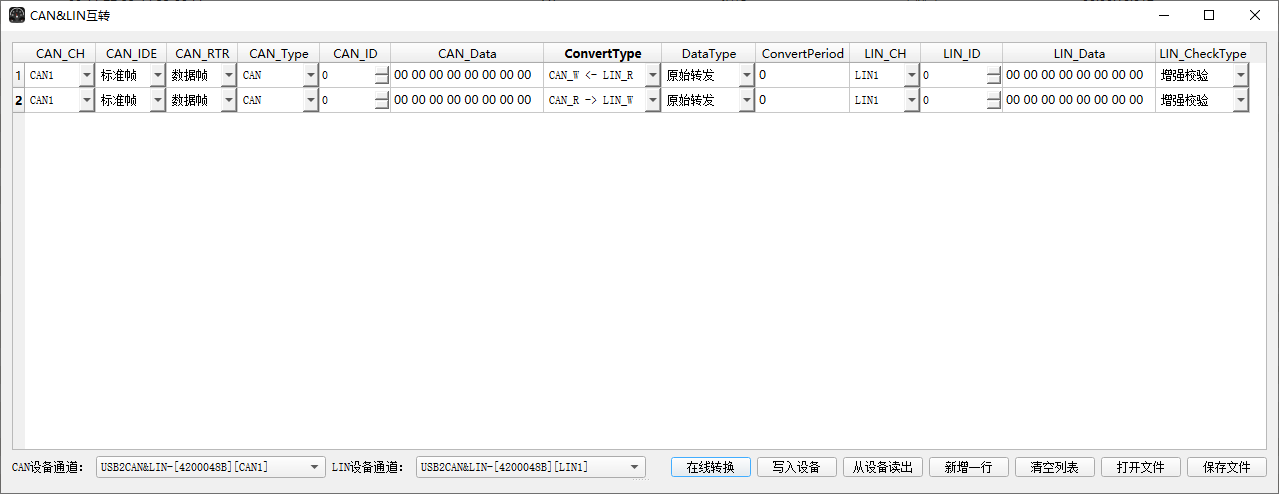 CAN&LIN互转
CAN_CH CAN_IDE CAN_RTR CAN_Type CAN_ID CAN_Data ConvertType DataType ConvertPeriod LIN_CH LIN_ID LIN_Data LIN_CheckType
1 CAN1 标准帧 数据帧 CAN 0 00 00 00 00 00 00 00 00 CAN_W <- LIN_R 原始转发 0 LIN1 0 00 00 00 00 00 00 00 00 增强校验
2 CAN1 标准帧 数据帧 CAN 0 00 00 00 00 00 00 00 00 CAN_R -> LIN_W 原始转发 0 LIN1 0 00 00 00 00 00 00 00 00 增强校验
CAN设备通道： USB2CAN&LIN-[4200048B][CAN1] LIN设备通道： USB2CAN&LIN-[4200048B][LIN1] 在线转换 写入设备 从设备读出 新增一行 清空列表 打开文件 保存文件